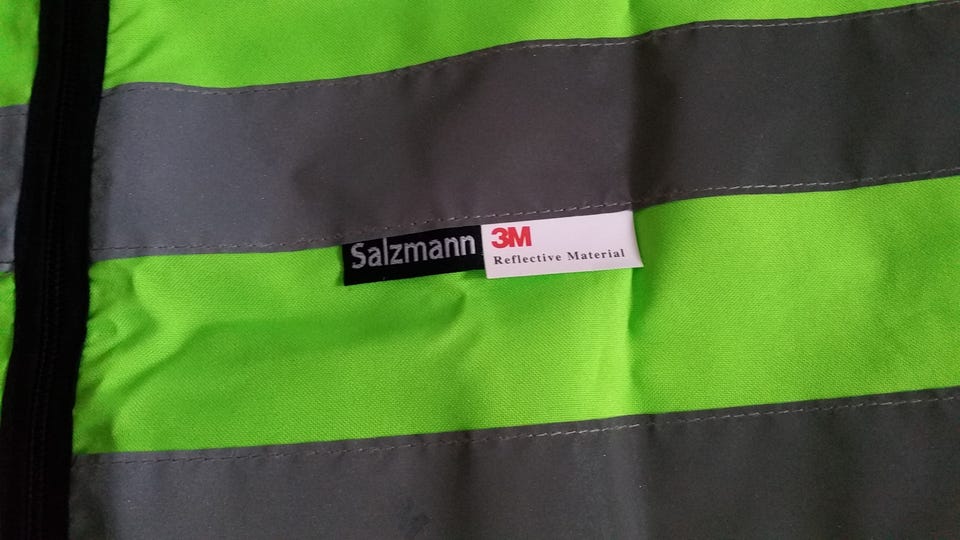 Salzmann
3M
Reflective Material